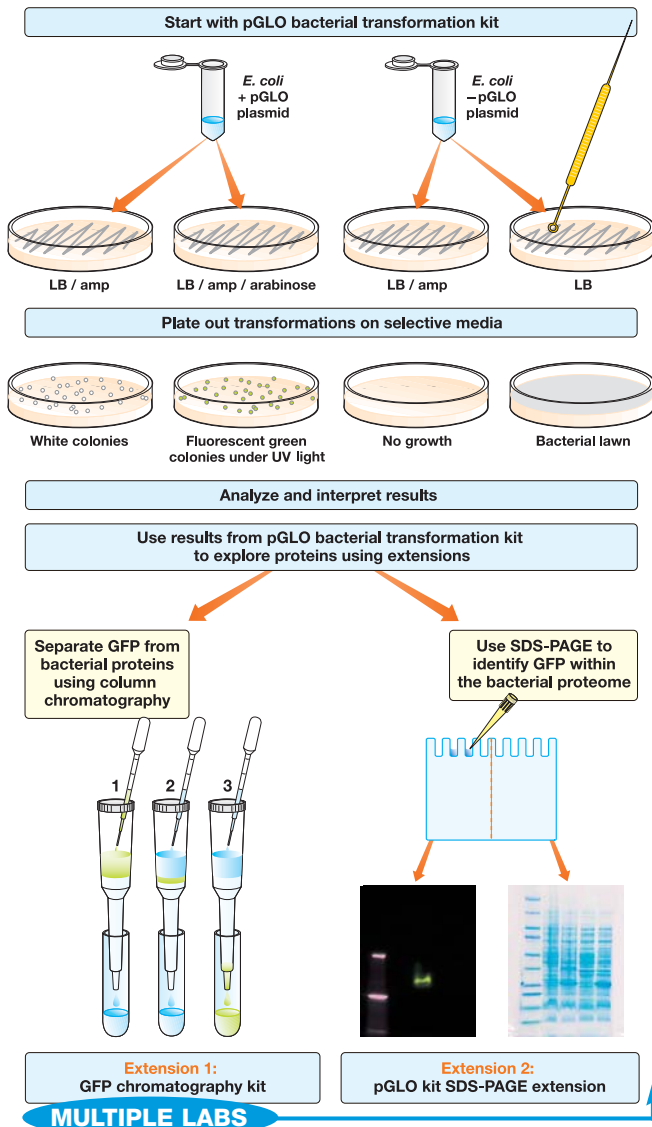 Start with pGLO bacterial transformation kit
E. coli
+ pGLO
plasmid
E. coli
–pGLO
plasmid
LB / amp
LB / amp / arabinose
LB / amp
LB
Plate out transformations on selective media
White colonies
Fluorescent green
colonies under UV light
No growth
Bacterial lawn
Analyze and interpret results
Use results from pGLO bacterial transformation kit
to explore proteins using extensions
Separate GFP from
bacterial proteins
using column
chromatography
Use SDS-PAGE to
identify GFP within
the bacterial proteome
1
2
3
Extension 1:
GFP chromatography kit
Extension 2:
pGLO kit SDS-PAGE extension
MULTIPLE LABS